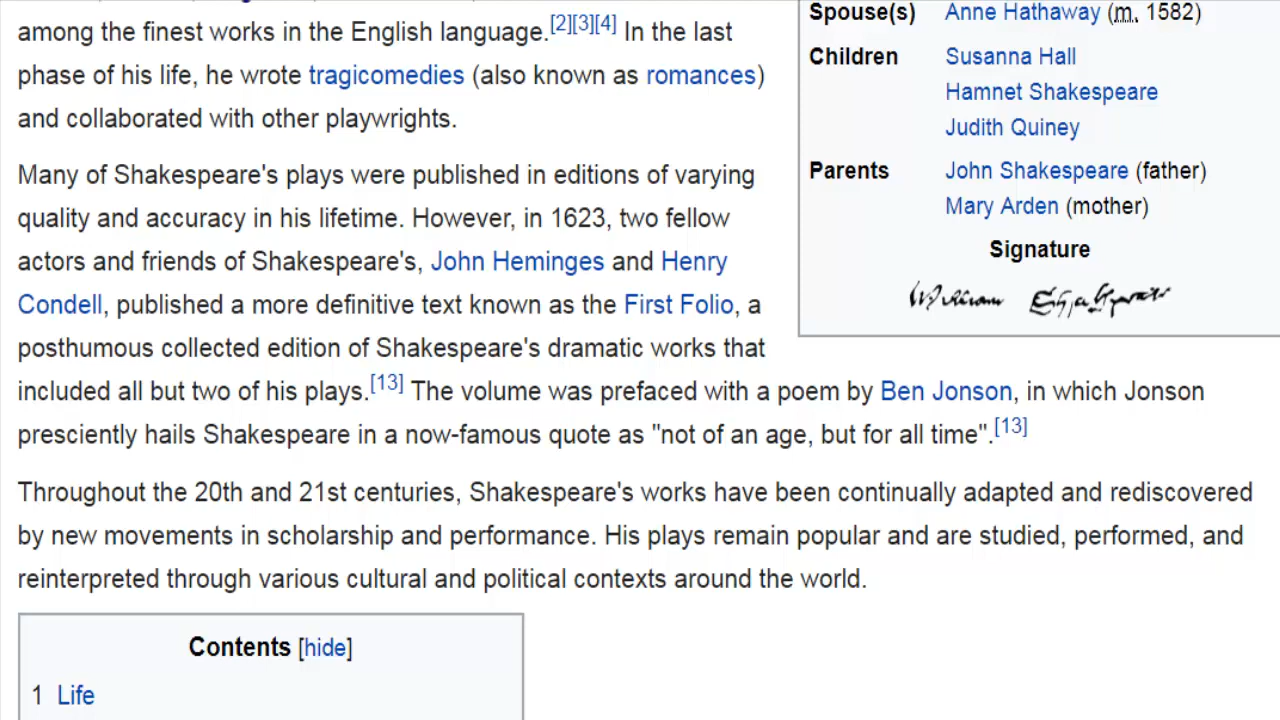 among the finest works in the English language.[2][3][4] In the last
phase of his life, he wrote tragicomedies (also known as romances)
and collaborated with other playwrights.
Many of Shakespeare's plays were published in editions of varying
quality and accuracy in his lifetime. However, in 1623, two fellow
actors and friends of Shakespeare's, John Heminges and Henry
Condell, published a more definitive text known as the First Folio, a
posthumous collected edition of Shakespeare's dramatic works that
included all but two of his plays.[13] The volume was prefaced with a poem by Ben Jonson, in which Jonson
presciently hails Shakespeare in a now-famous quote as "not of an age, but for all time".[13]
Throughout the 20th and 21st centuries, Shakespeare's works have been continually adapted and rediscovered
by new movements in scholarship and performance. His plays remain popular and are studied, performed, and
reinterpreted through various cultural and political contexts around the world.
Contents [hide]
1 Life
Spouse(s) Anne Hathaway (m. 1582)
Children Susanna Hall
Hamnet Shakespeare
Judith Quiney
Parents John Shakespeare (father)
Mary Arden (mother)
Signature